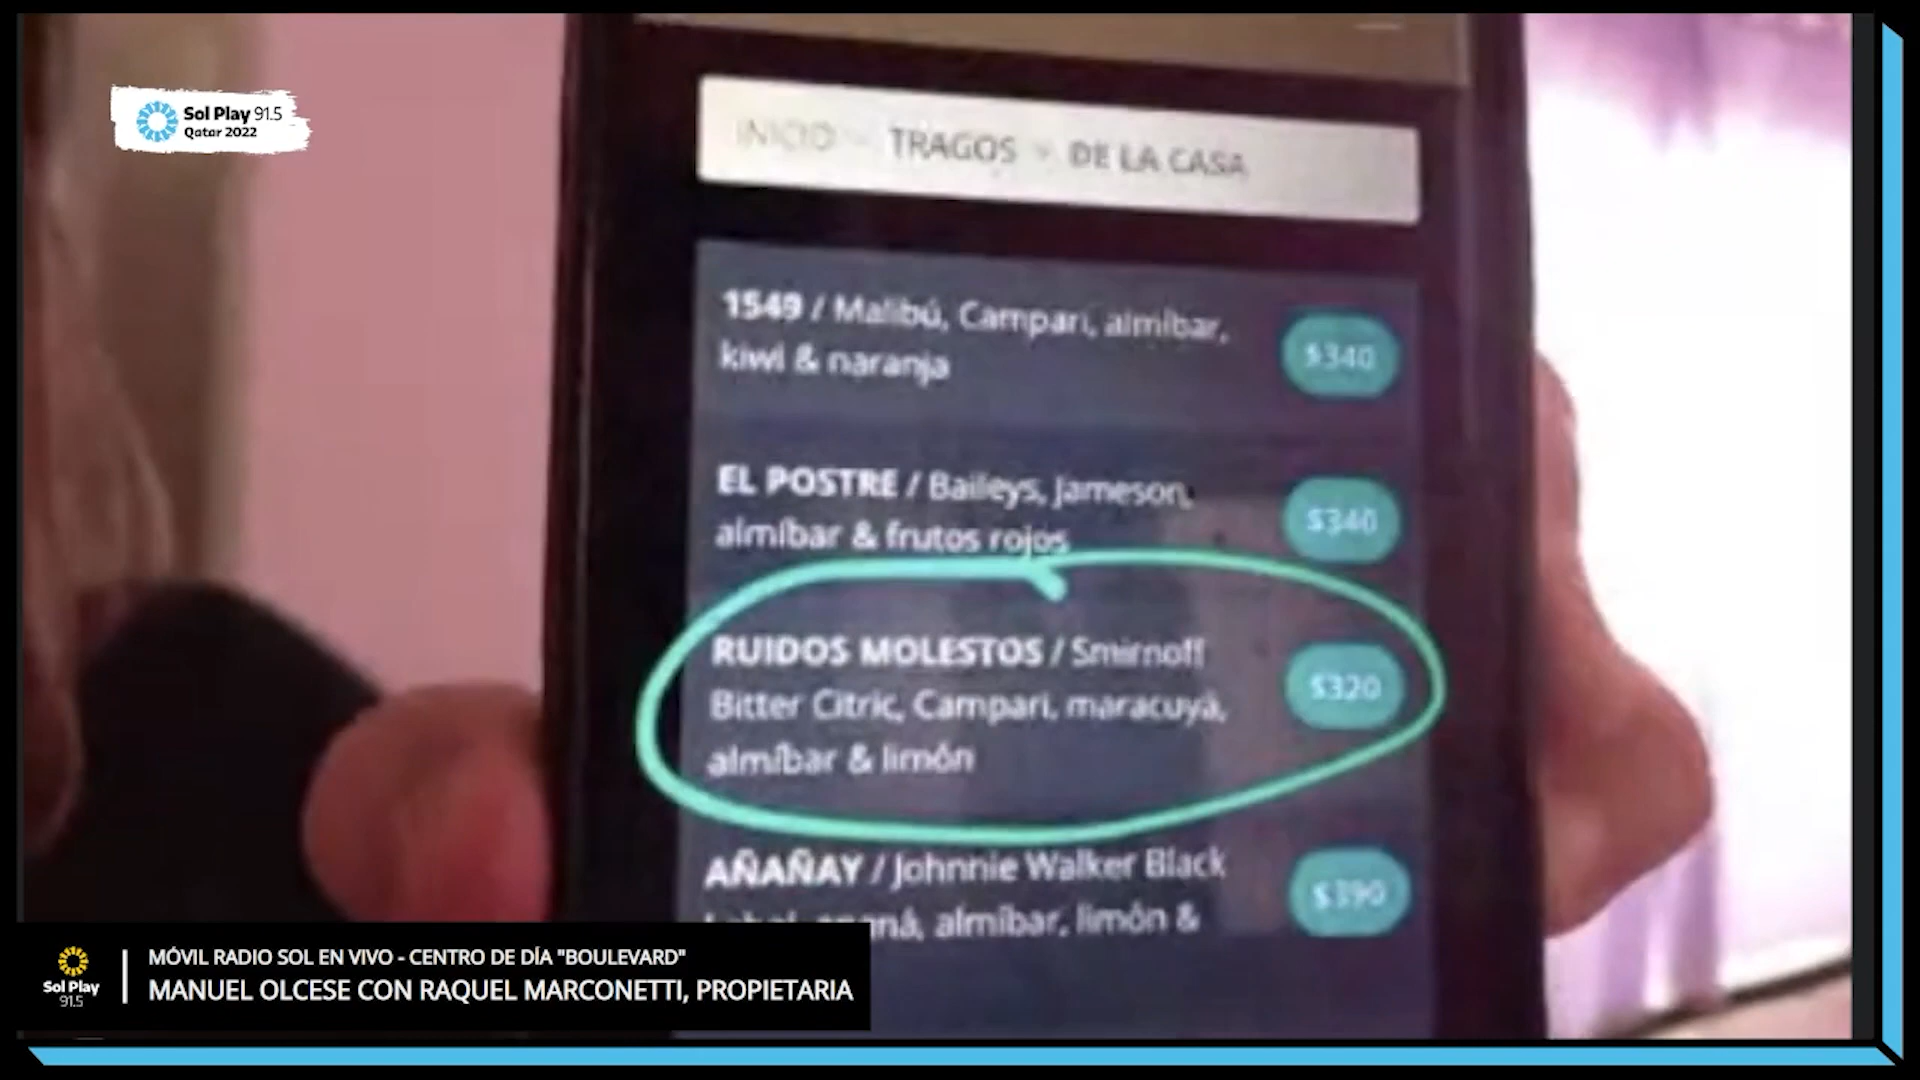 Sol Play 91.5
Qatar 2022
INICIO
TRAGOS
DE LA CASA
1549 / Malibú, Campari, almíbar,
kiwi & naranja
$340
EL POSTRE / Baileys, Jameson,
almíbar & frutos rojos
$340
RUIDOS MOLESTOS / Smirnoff
Bitter Citric, Campari, maracuyá,
almíbar & limón
$320
AÑAÑAY / Johnnie Walker Black
almíbar, limón &
$390
MÓVIL RADIO SOL EN VIVO - CENTRO DE DÍA "BOULEVARD"
MANUEL OLCESE CON RAQUEL MARCONETTI, PROPIETARIA
Sol Play
91.5